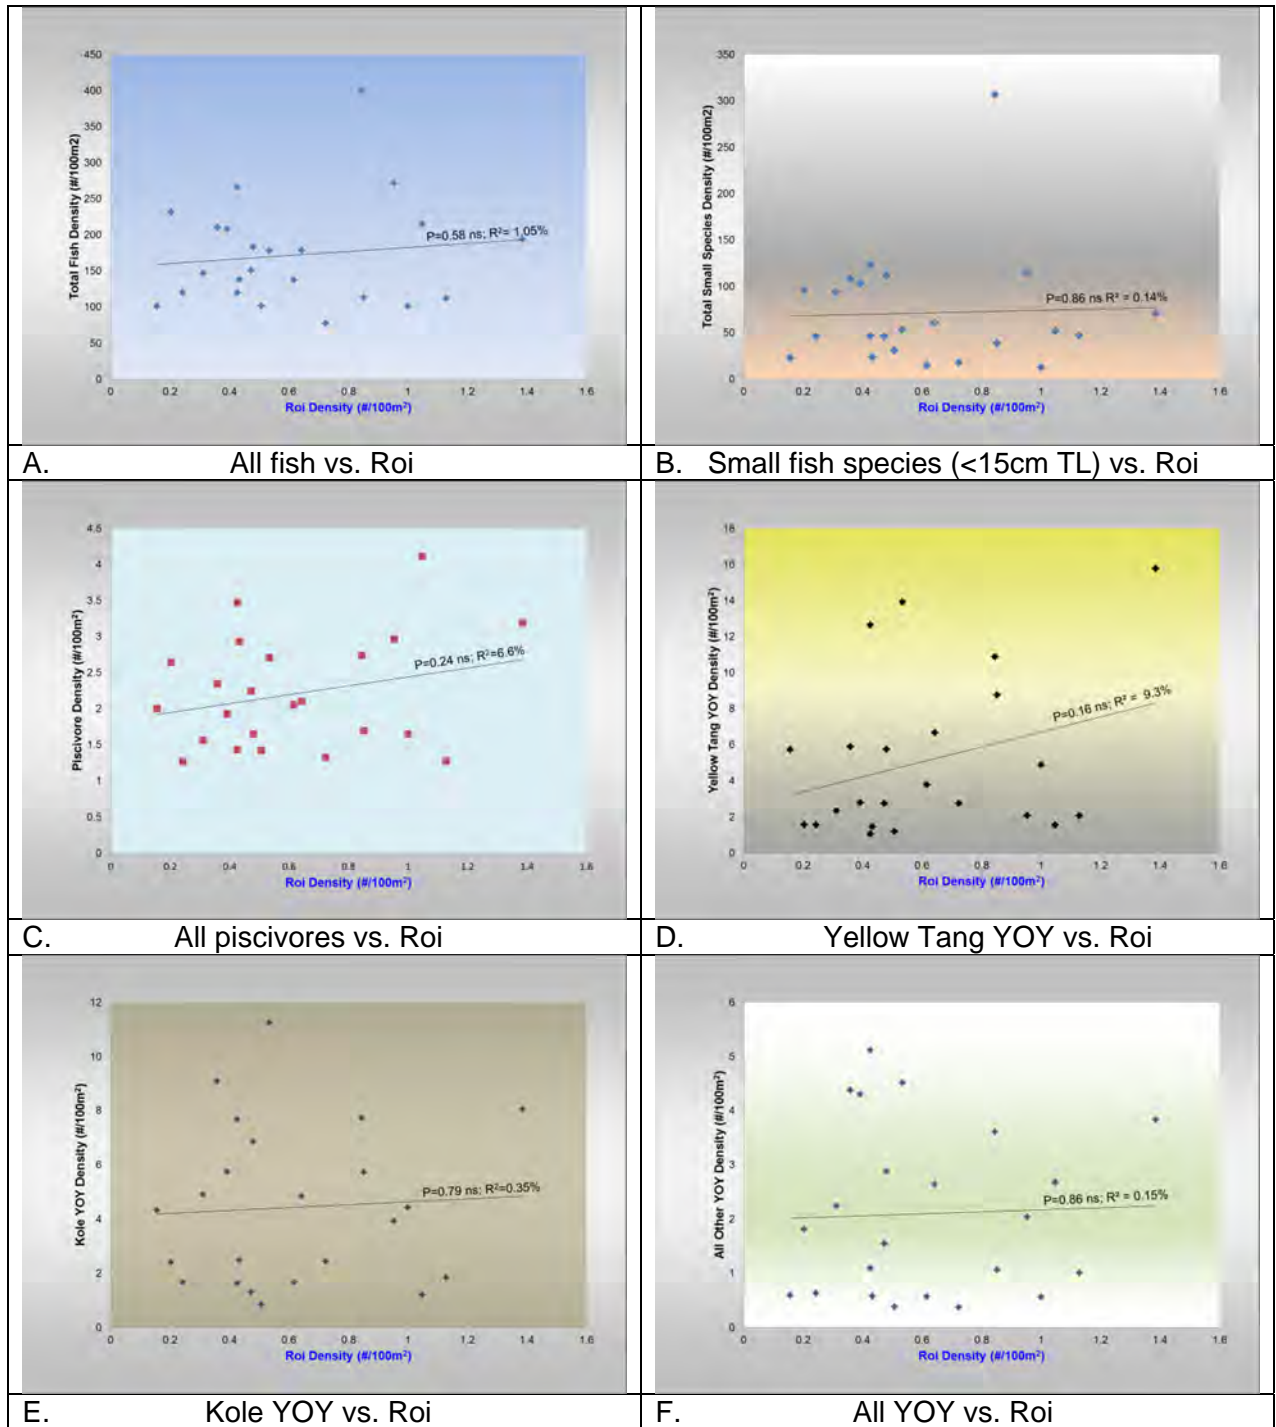 450
400
350
300
250
200
150
100
50
0
Total Fish Density (#/100m2)
P=0.58 ns; R²= 1.05%
0 0.2 0.4 0.6 0.8 1 1.2 1.4 1.6
Roi Density (#/100m²)
A. All fish vs. Roi
350
300
250
200
150
100
50
0
Total Small Species Density (#/100m2)
P=0.86 ns R² = 0.14%
0 0.2 0.4 0.6 0.8 1 1.2 1.4 1.6
Roi Density (#/100m²)
B. Small fish species (<15cm TL) vs. Roi
4.5
4
3.5
3
2.5
2
1.5
1
0.5
0
Piscivore Density (#/100m²)
P=0.24 ns; R²=6.6%
0 0.2 0.4 0.6 0.8 1 1.2 1.4 1.6
Roi Density (#/100m²)
C. All piscivores vs. Roi
18
16
14
12
10
8
6
4
2
0
Yellow Tang YOY Density (#/100m²)
P=0.16 ns; R² = 9.3%
0 0.2 0.4 0.6 0.8 1 1.2 1.4 1.6
Roi Density (#/100m²)
D. Yellow Tang YOY vs. Roi
12
10
8
6
4
2
0
Kole YOY Density (#/100m²)
P=0.79 ns; R²=0.35%
0 0.2 0.4 0.6 0.8 1 1.2 1.4 1.6
Roi Density (#/100m²)
E. Kole YOY vs. Roi
6
5
4
3
2
1
0
All Other YOY Density (#/100m²)
P=0.86 ns; R² = 0.15%
0 0.2 0.4 0.6 0.8 1 1.2 1.4 1.6
Roi Density (#/100m²)
F. All YOY vs. Roi